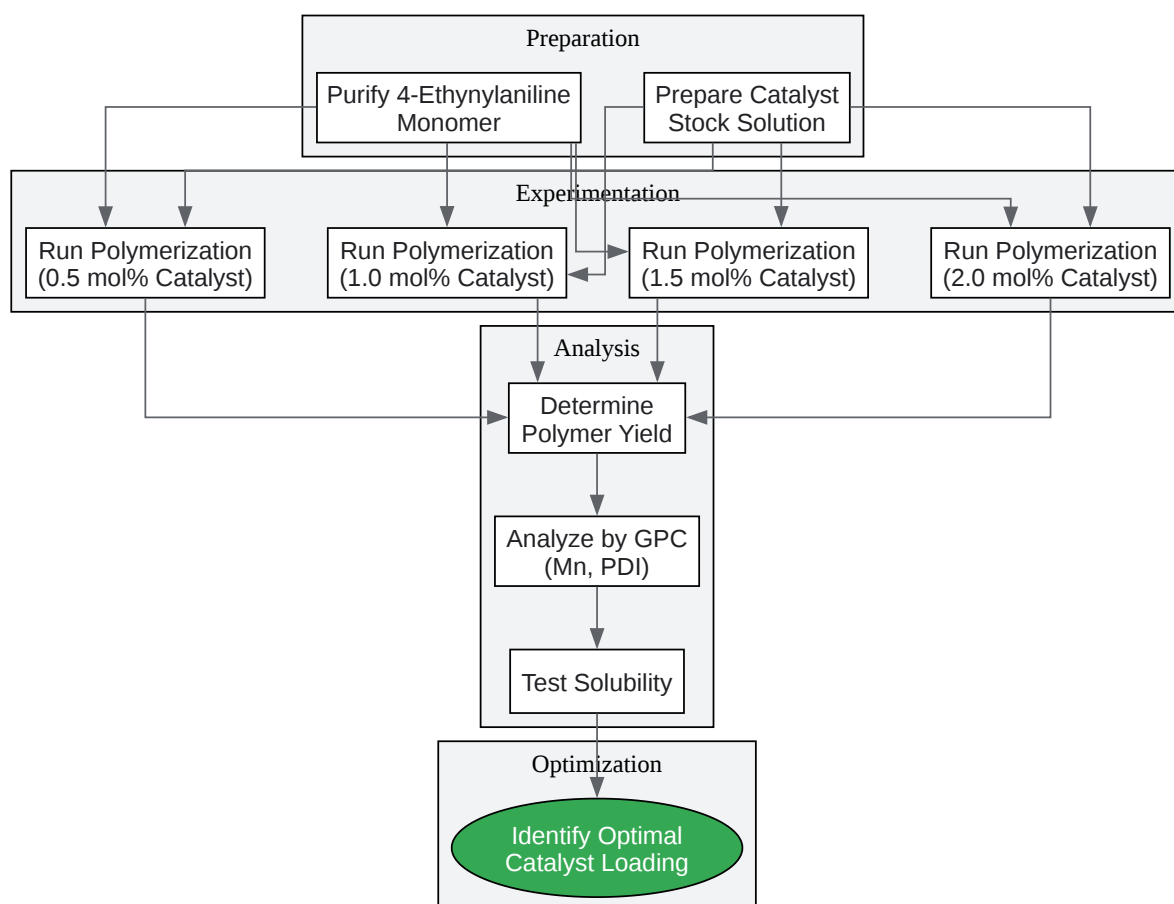 Preparation
Purify 4-Ethynylaniline
Monomer
Prepare Catalyst
Stock Solution
Experimentation
Run Polymerization
(0.5 mol% Catalyst)
Run Polymerization
(1.0 mol% Catalyst)
Run Polymerization
(1.5 mol% Catalyst)
Run Polymerization
(2.0 mol% Catalyst)
Analysis
Determine
Polymer Yield
Analyze by GPC
(Mn, PDI)
Test Solubility
Optimization
Identify Optimal
Catalyst Loading